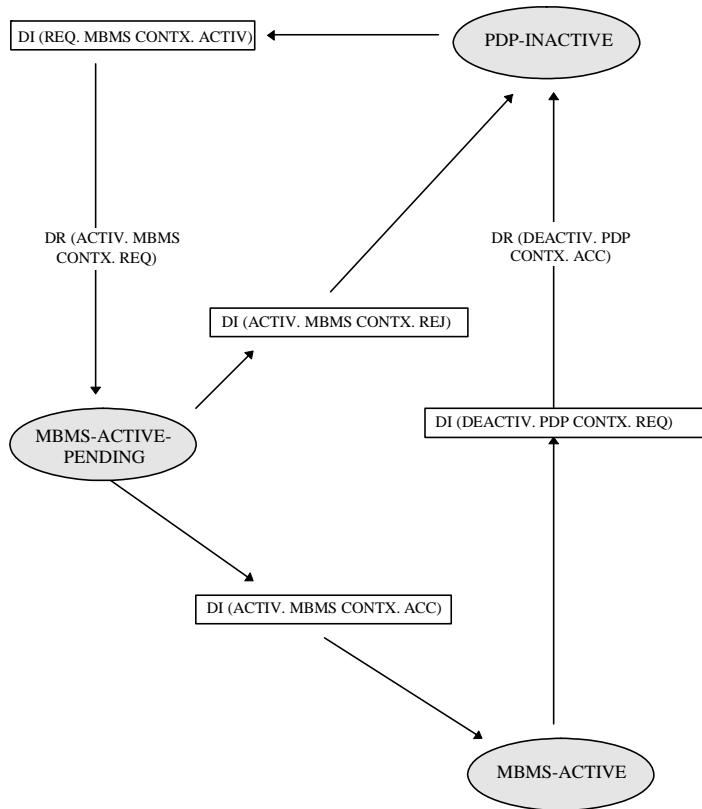 DI (REQ. MBMS CONTX. ACTIV)
PDP-INACTIVE
DR (ACTIV. MBMS
CONTX. REQ)
DR (DEACTIV. PDP
CONTX. ACC)
DI (ACTIV. MBMS CONTX. REJ)
MBMS-ACTIVE-
PENDING
DI (DEACTIV. PDP CONTX. REQ)
DI (ACTIV. MBMS CONTX. ACC)
MBMS-ACTIVE